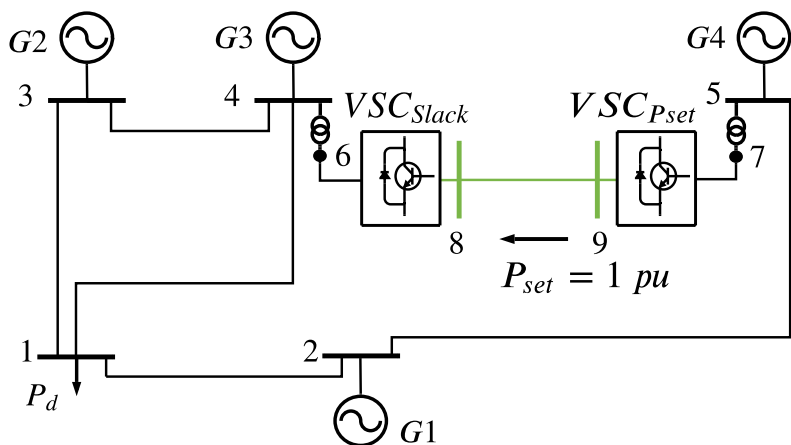 G2
G3
G4
3
4
VSC_Slack
VSC_Pset
5
6
7
8
9
P_set = 1 pu
1
2
P_d
G1